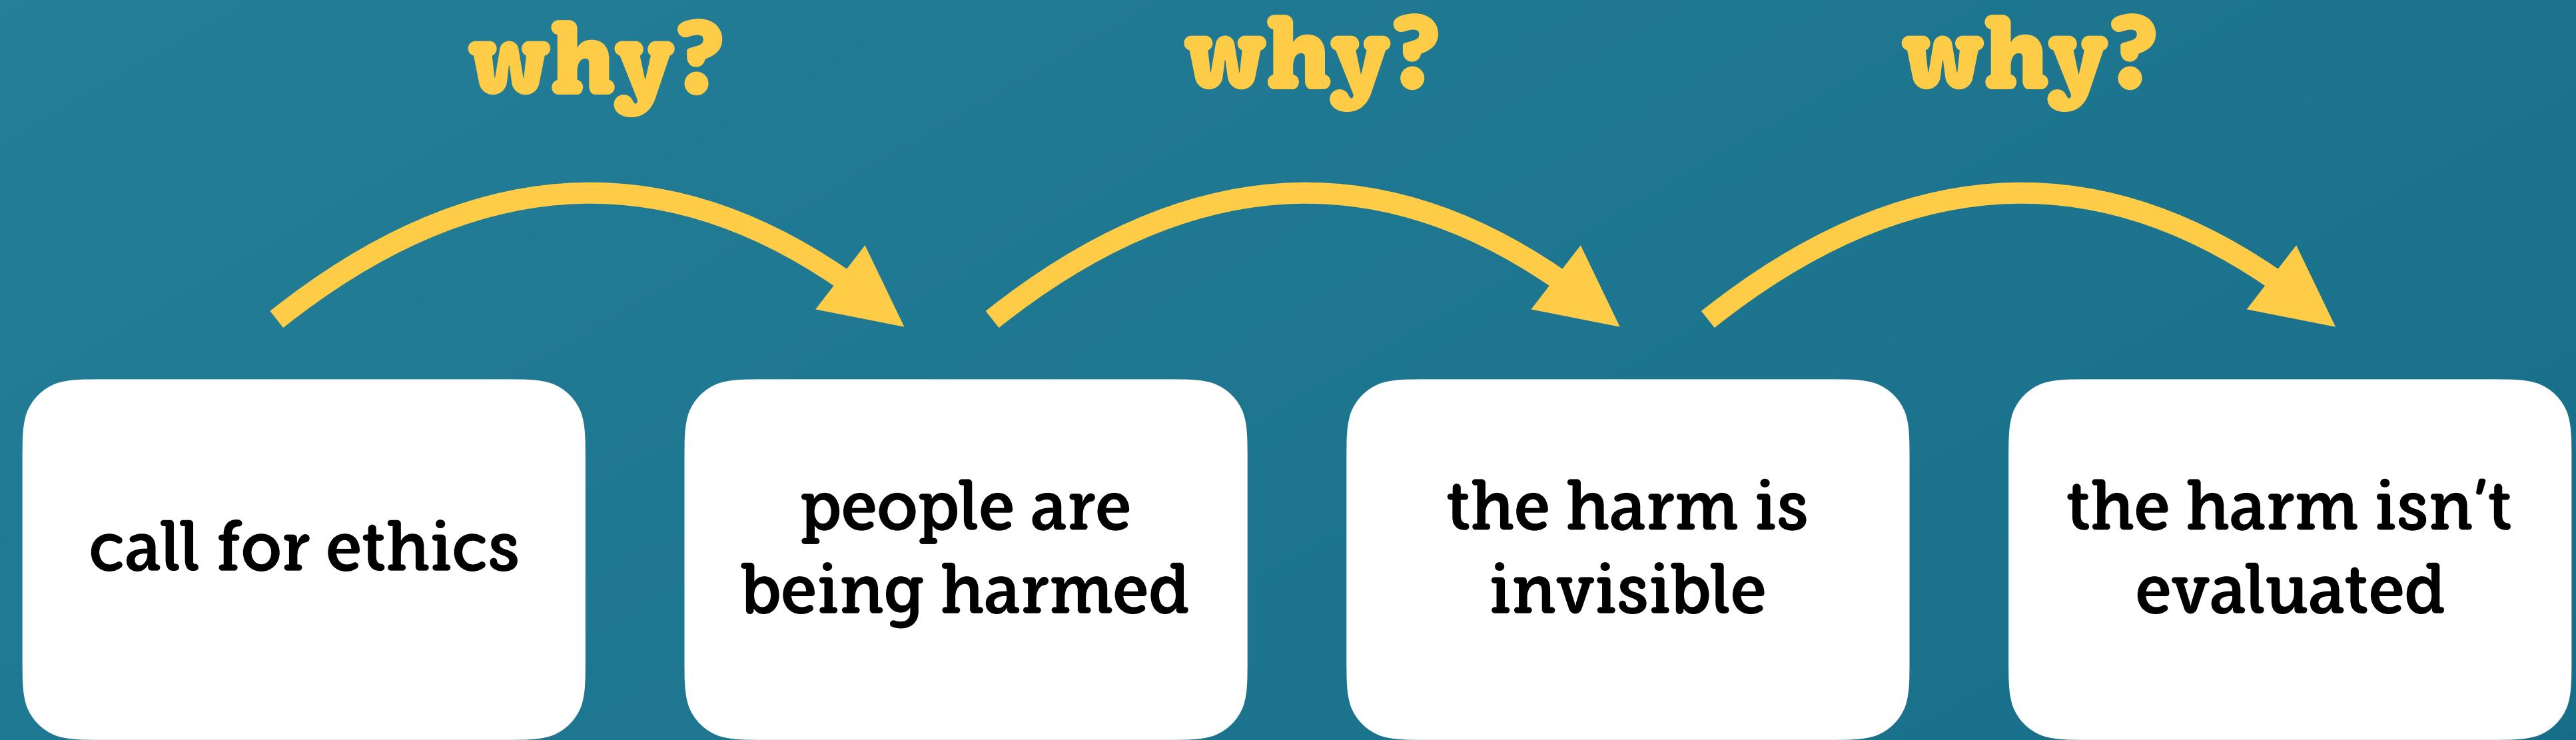 why?
why?
why?
call for ethics
people are
being harmed
the harm is
invisible
the harm isn’t
evaluated